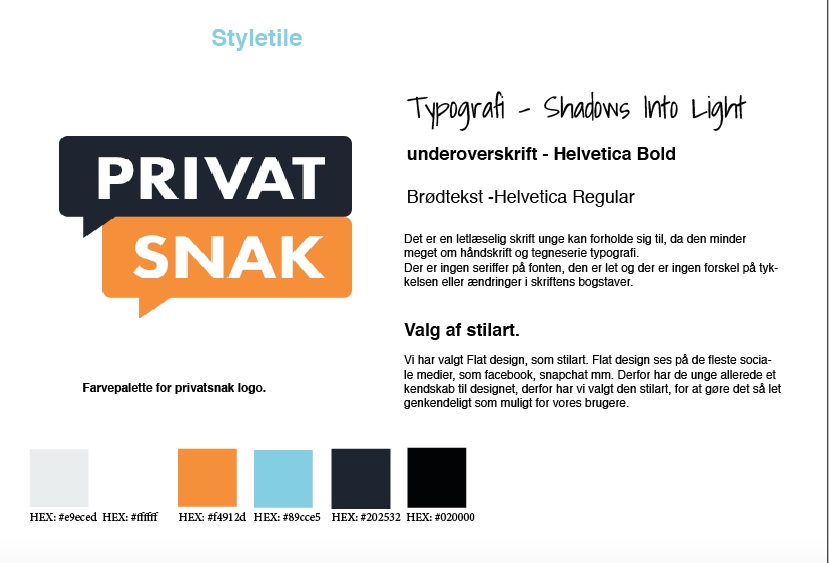 Styletile
PRIVAT
SNAK
Typografi - Shadows Into Light
underoverskrift - Helvetica Bold
Brødtekst -Helvetica Regular
Det er en letlæselig skrift unge kan forholde sig til, da den minder
meget om håndskrift og tegneserie typografi.
Der er ingen seriffer på fonten, den er let og der er ingen forskel på tyk-
kelsen eller ændringer i skriftens bogstaver.
Valg af stilart.
Vi har valgt Flat design, som stilart. Flat design ses på de fleste socia-
le medier, som facebook, snapchat mm. Derfor har de unge allerede et
kendskab til designet, derfor har vi valgt den stilart, for at gøre det så let
genkendeligt som muligt for vores brugere.
Farvepalette for privatsnak logo.
HEX: #e9eced HEX: #ffffff HEX: #f4912d HEX: #89cce5 HEX: #202532 HEX: #020000